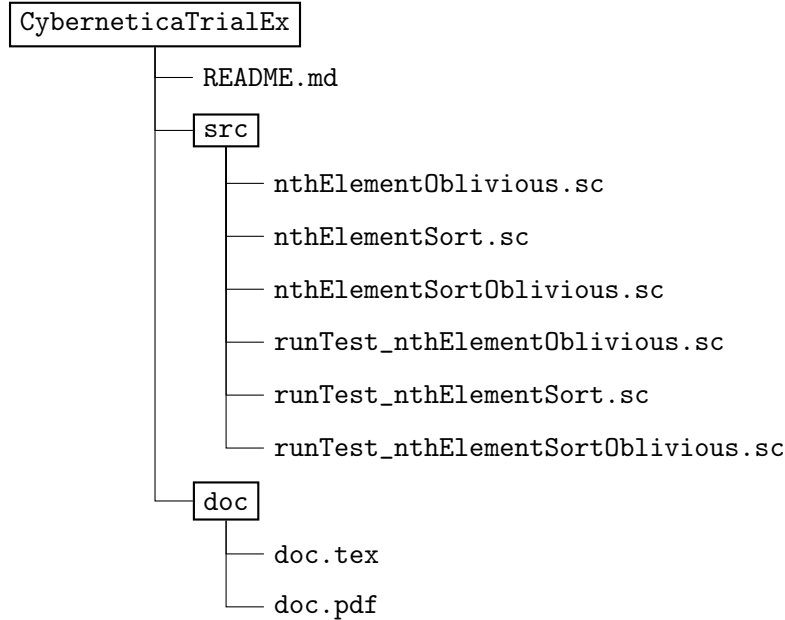 CyberneticaTrialEx
README.md
src
nthElementOblivious.sc
nthElementSort.sc
nthElementSortOblivious.sc
runTest_nthElementOblivious.sc
runTest_nthElementSort.sc
runTest_nthElementSortOblivious.sc
doc
doc.tex
doc.pdf